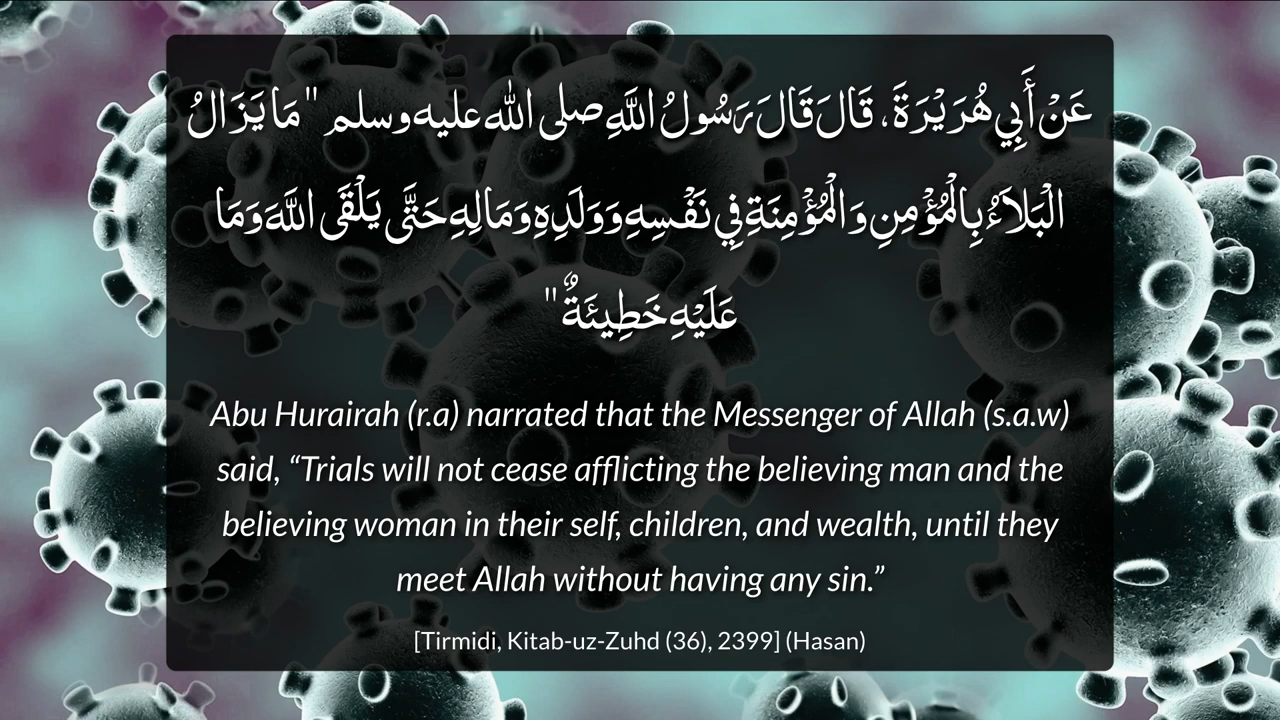 عَنْ أَبِي هُرَيْرَةَ، قَالَ قَالَ رَسُولُ اللَّهِ صلى الله عليه وسلم " مَا يَزَالُ
الْبَلاَءُ بِالْمُؤْمِنِ وَالْمُؤْمِنَةِ فِي نَفْسِهِ وَوَلَدِهِ وَمَالِهِ حَتَّى يَلْقَى اللَّهَ وَمَا
عَلَيْهِ خَطِيئَةٌ "
Abu Hurairah (r.a) narrated that the Messenger of Allah (s.a.w)
said, “Trials will not cease afflicting the believing man and the
believing woman in their self, children, and wealth, until they
meet Allah without having any sin.”
[Tirmidi, Kitab-uz-Zuhd (36), 2399] (Hasan)